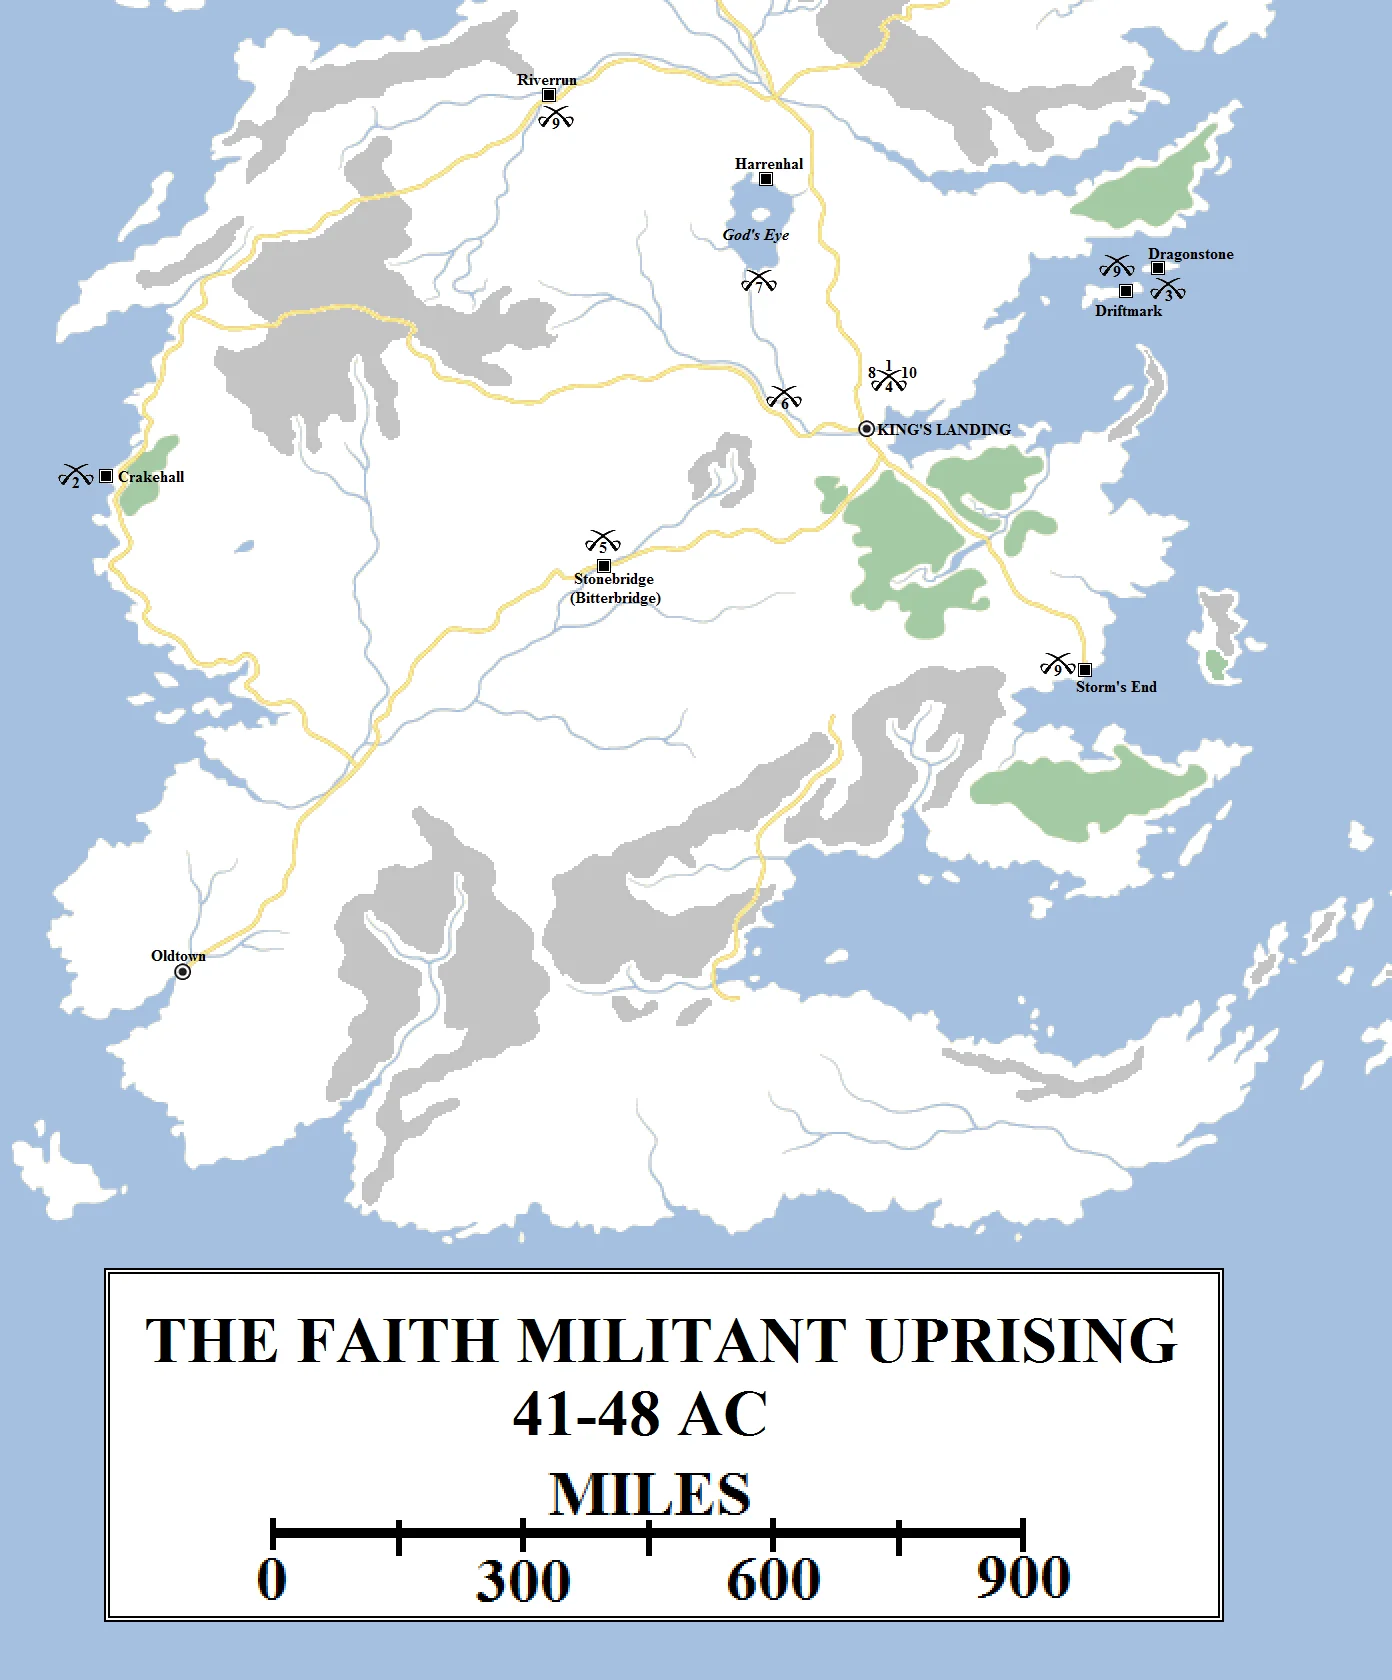 Riverrun
9
Harrenhal
God's Eye
7
Dragonstone
9
3
Driftmark
1
8 10
4
6
KING'S LANDING
2
Crakehall
5
Stonebridge
(Bitterbridge)
9
Storm's End
Oldtown
THE FAITH MILITANT UPRISING
41-48 AC
MILES
0 300 600 900